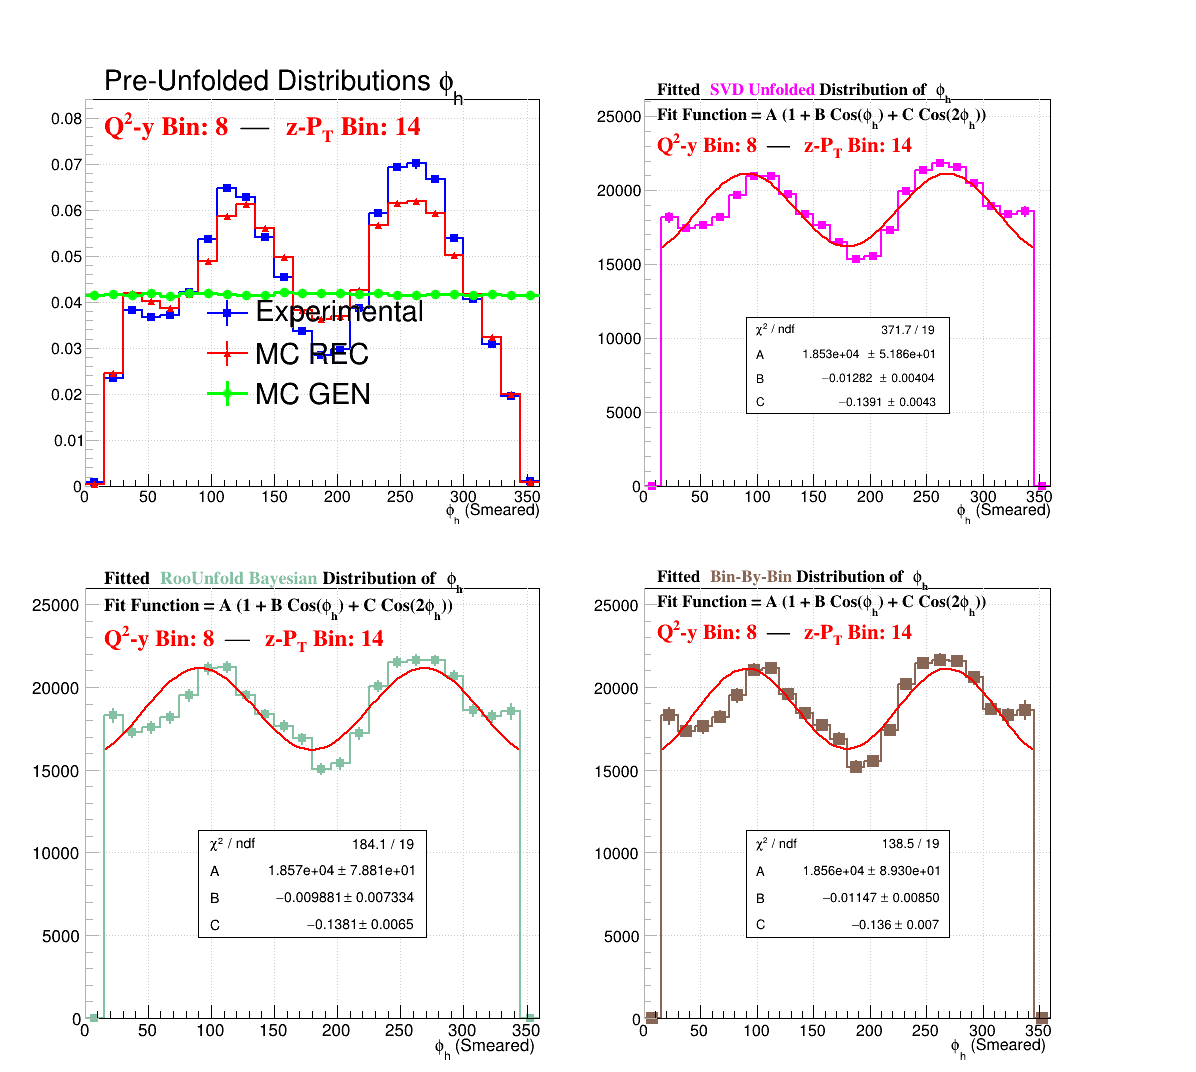 Pre-Unfolded Distributions ϕh
Q2-y Bin: 8 — z-PT Bin: 14
0.08
0.07
0.06
0.05
0.04
0.03
0.02
0.01
0
Experimental
MC REC
MC GEN
0 50 100 150 200 250 300 350
ϕh (Smeared)
Fitted SVD Unfolded Distribution of ϕh
Fit Function = A (1 + B Cos(ϕh) + C Cos(2ϕh))
Q2-y Bin: 8 — z-PT Bin: 14
25000
20000
15000
10000
5000
0
χ2 / ndf 371.7 / 19
A 1.853e+04 ± 5.186e+01
B −0.01282 ± 0.00404
C −0.1391 ± 0.0043
0 50 100 150 200 250 300 350
ϕh (Smeared)
Fitted RooUnfold Bayesian Distribution of ϕh
Fit Function = A (1 + B Cos(ϕh) + C Cos(2ϕh))
Q2-y Bin: 8 — z-PT Bin: 14
25000
20000
15000
10000
5000
0
χ2 / ndf 184.1 / 19
A 1.857e+04 ± 7.881e+01
B −0.009881 ± 0.007334
C −0.1381 ± 0.0065
0 50 100 150 200 250 300
ϕh (Smeared)
Fitted Bin-By-Bin Distribution of ϕh
Fit Function = A (1 + B Cos(ϕh) + C Cos(2ϕh))
Q2-y Bin: 8 — z-PT Bin: 14
25000
20000
15000
10000
5000
0
χ2 / ndf 138.5 / 19
A 1.856e+04 ± 8.930e+01
B −0.01147 ± 0.00850
C −0.136 ± 0.007
0 50 100 150 200 250 300 350
ϕh (Smeared)